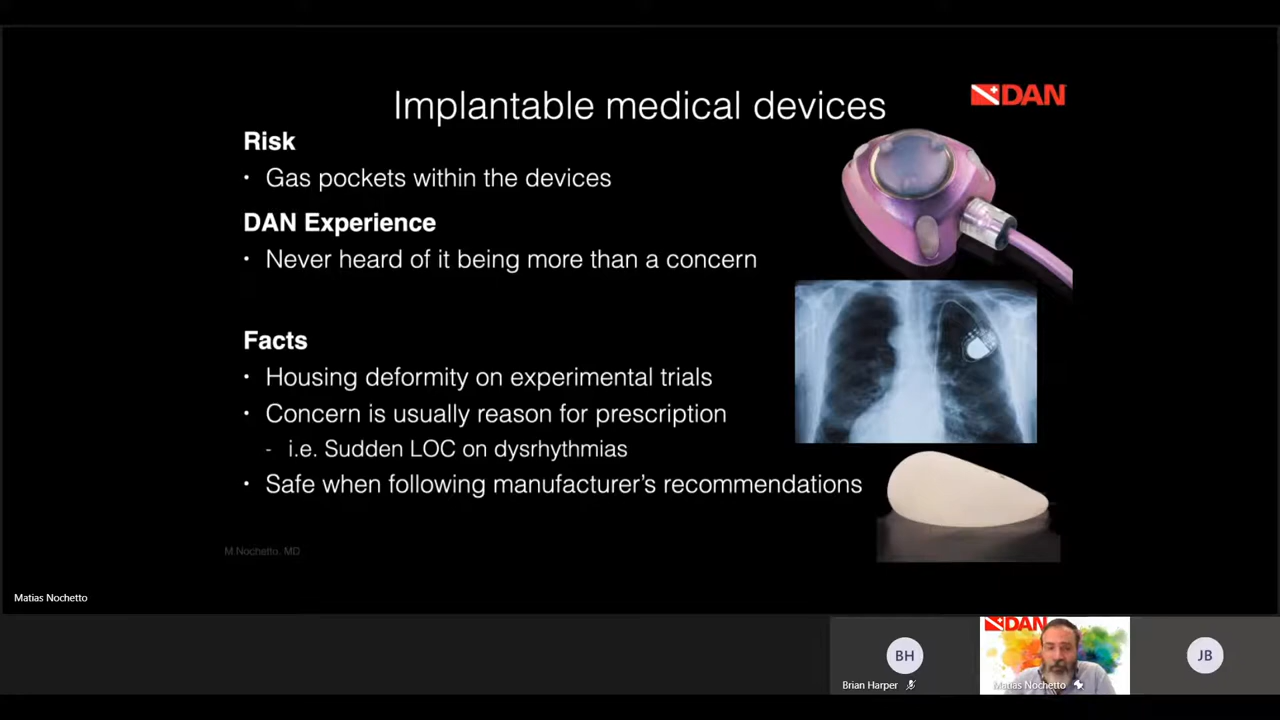 Implantable medical devices
DAN
Risk
• Gas pockets within the devices
DAN Experience
• Never heard of it being more than a concern
Facts
• Housing deformity on experimental trials
• Concern is usually reason for prescription
- i.e. Sudden LOC on dysrhythmias
• Safe when following manufacturer's recommendations
M Nochetto, MD
Matias Nochetto
DAN
BH
JB
Brian Harper
Matias Nochetto